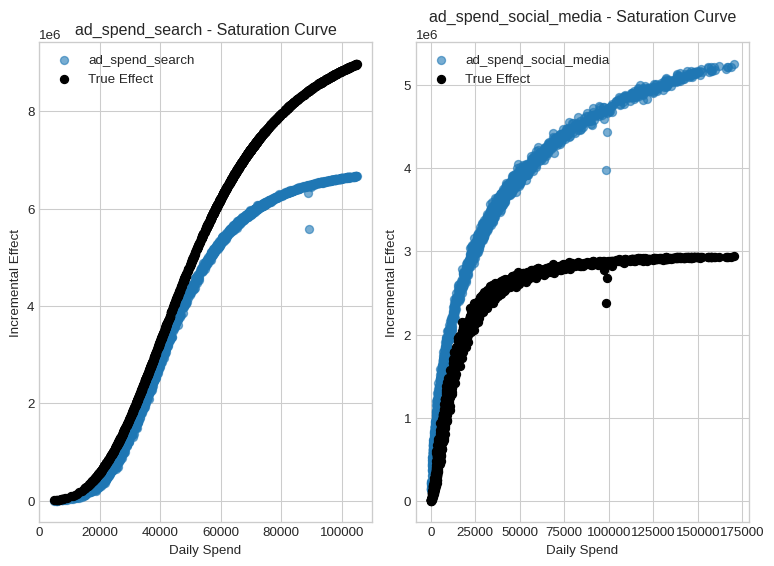 ad_spend_search - Saturation Curve
1e6
ad_spend_search
True Effect
8
6
4
2
0
Incremental Effect
0
20000
40000
60000
80000
100000
Daily Spend
ad_spend_social_media - Saturation Curve
1e6
ad_spend_social_media
True Effect
5
4
3
2
1
0
Incremental Effect
0
25000
50000
75000
100000
125000
150000
175000
Daily Spend